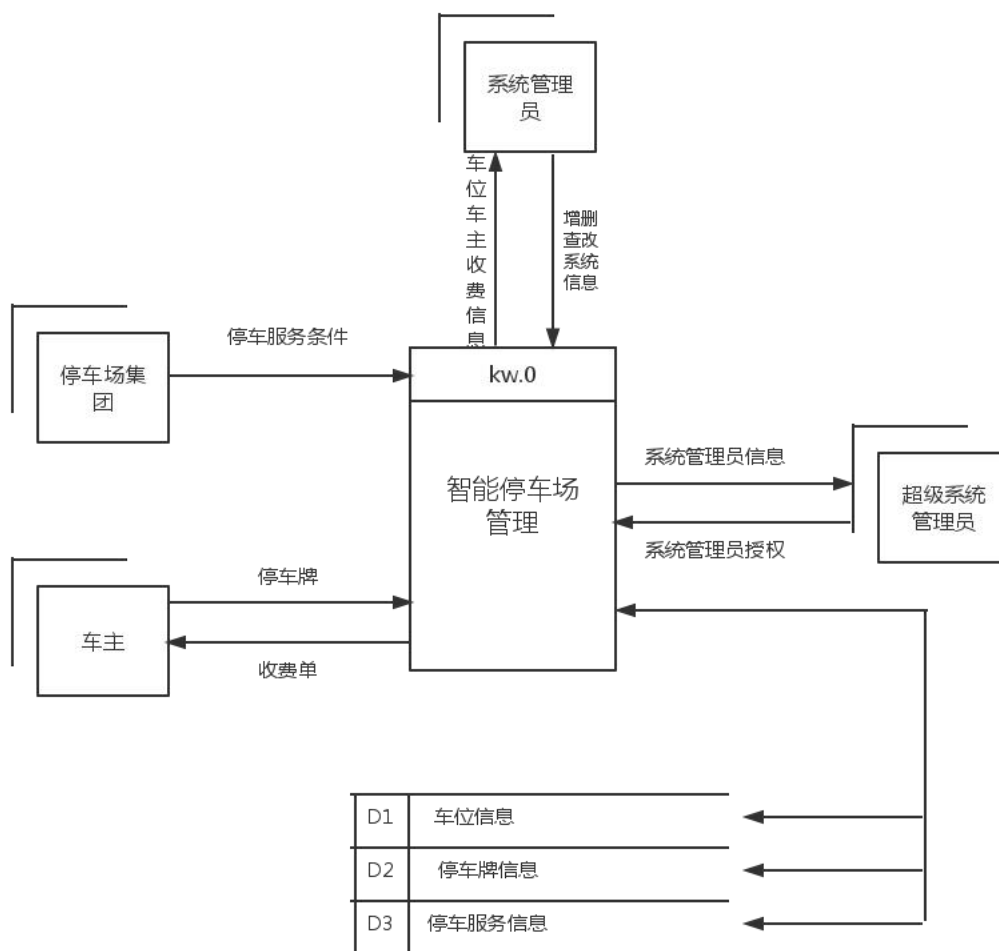 系统管理
员
车位车主收费信息
增删
查改
系统
信息
停车服务条件
停车场集
团
kw.0
智能停车场
管理
系统管理员信息
超级系统
管理员
系统管理员授权
停车牌
车主
收费单
D1 车位信息
D2 停车牌信息
D3 停车服务信息